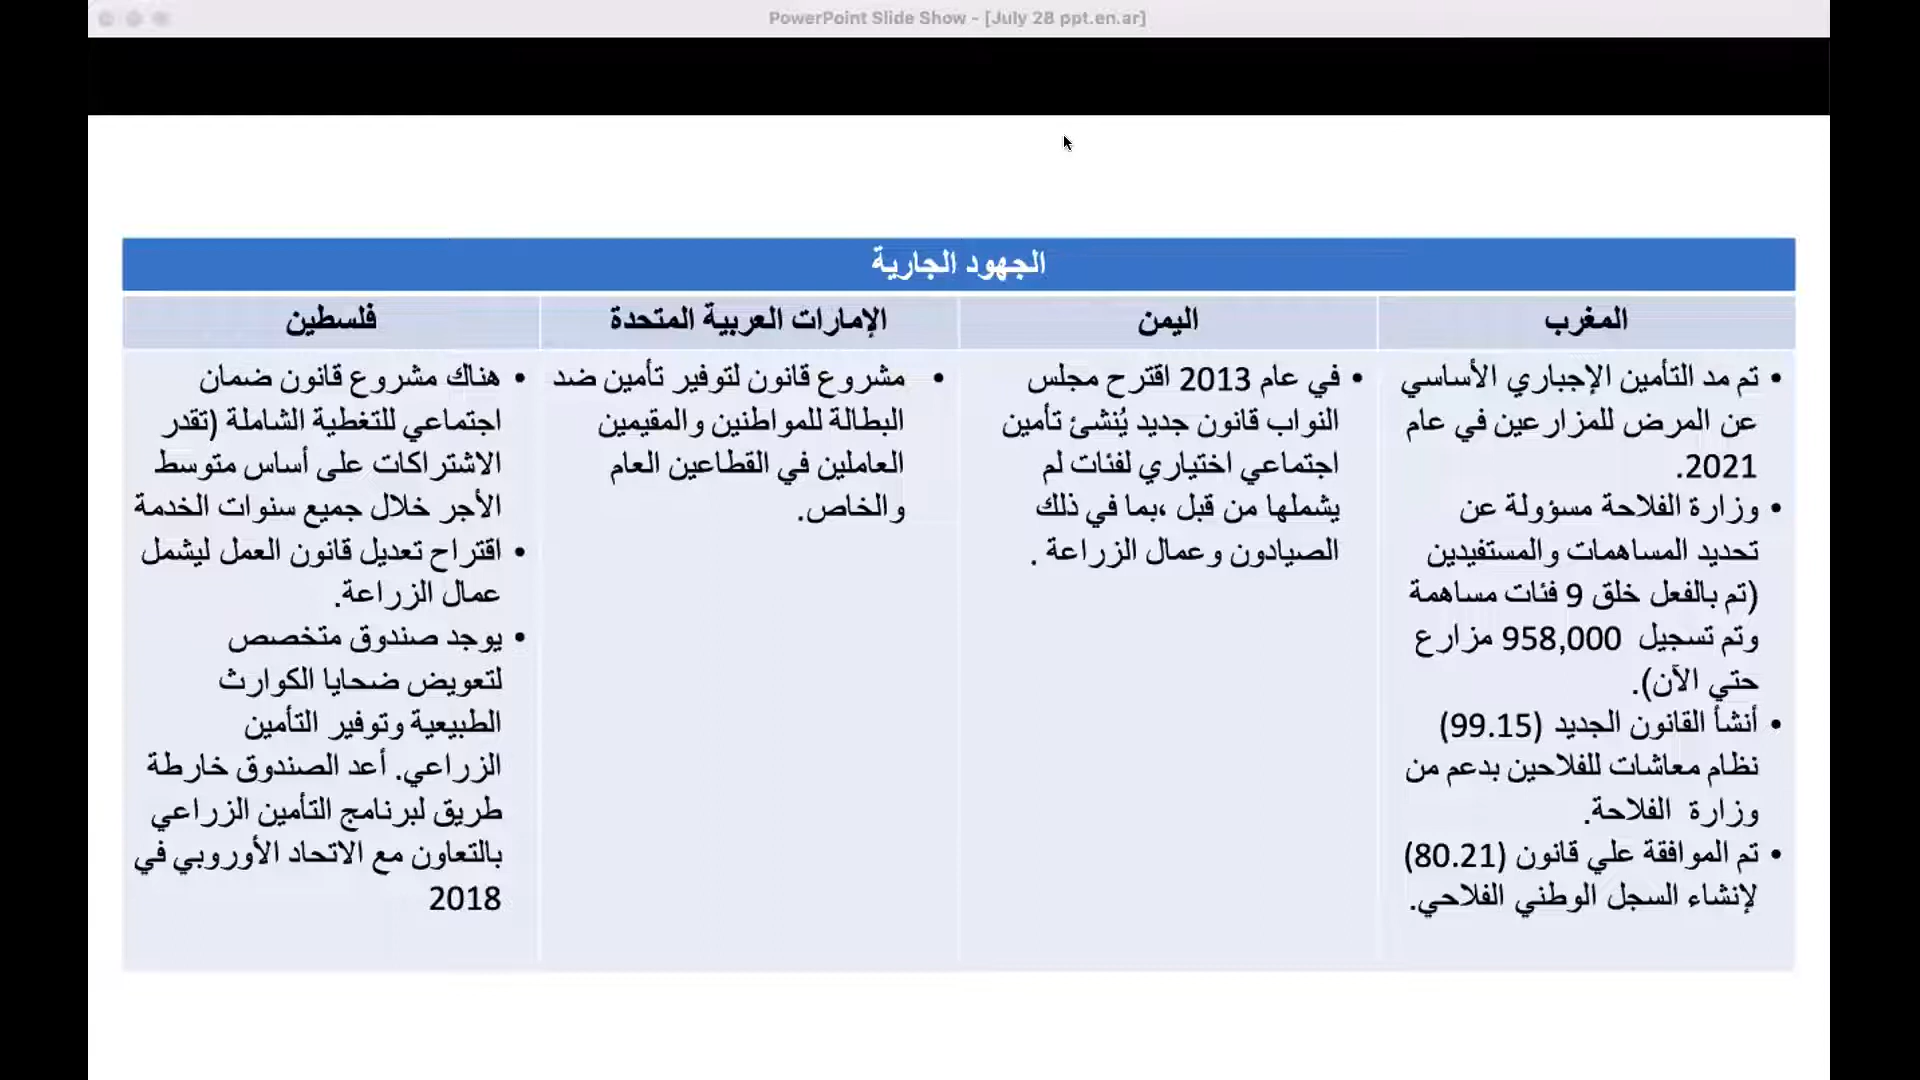 PowerPoint Slide Show - [July 28 ppt.en.ar]
الجهود الجارية
المغرب
• تم مد التأمين الإجباري الأساسي
عن المرض للمزارعين في عام
2021.
• وزارة الفلاحة مسؤولة عن
تحديد المساهمات والمستفيدين
(تم بالفعل خلق 9 فئات مساهمة
وتم تسجيل 958,000 مزارع
حتي الآن).
• أنشأ القانون الجديد (99.15)
نظام معاشات للفلاحين بدعم من
وزارة الفلاحة.
• تم الموافقة علي قانون (80.21)
لإنشاء السجل الوطني الفلاحي.
اليمن
• في عام 2013 اقترح مجلس
النواب قانون جديد يُنشئ تأمين
اجتماعي اختياري لفئات لم
يشملها من قبل ،بما في ذلك
الصيادون وعمال الزراعة .
الإمارات العربية المتحدة
• مشروع قانون لتوفير تأمين ضد
البطالة للمواطنين والمقيمين
العاملين في القطاعين العام
والخاص.
فلسطين
• هناك مشروع قانون ضمان
اجتماعي للتغطية الشاملة (تقدر
الاشتراكات على أساس متوسط
الأجر خلال جميع سنوات الخدمة
• اقتراح تعديل قانون العمل ليشمل
عمال الزراعة.
• يوجد صندوق متخصص
لتعويض ضحايا الكوارث
الطبيعية وتوفير التأمين
الزراعي. أعد الصندوق خارطة
طريق لبرنامج التأمين الزراعي
بالتعاون مع الاتحاد الأوروبي في
2018